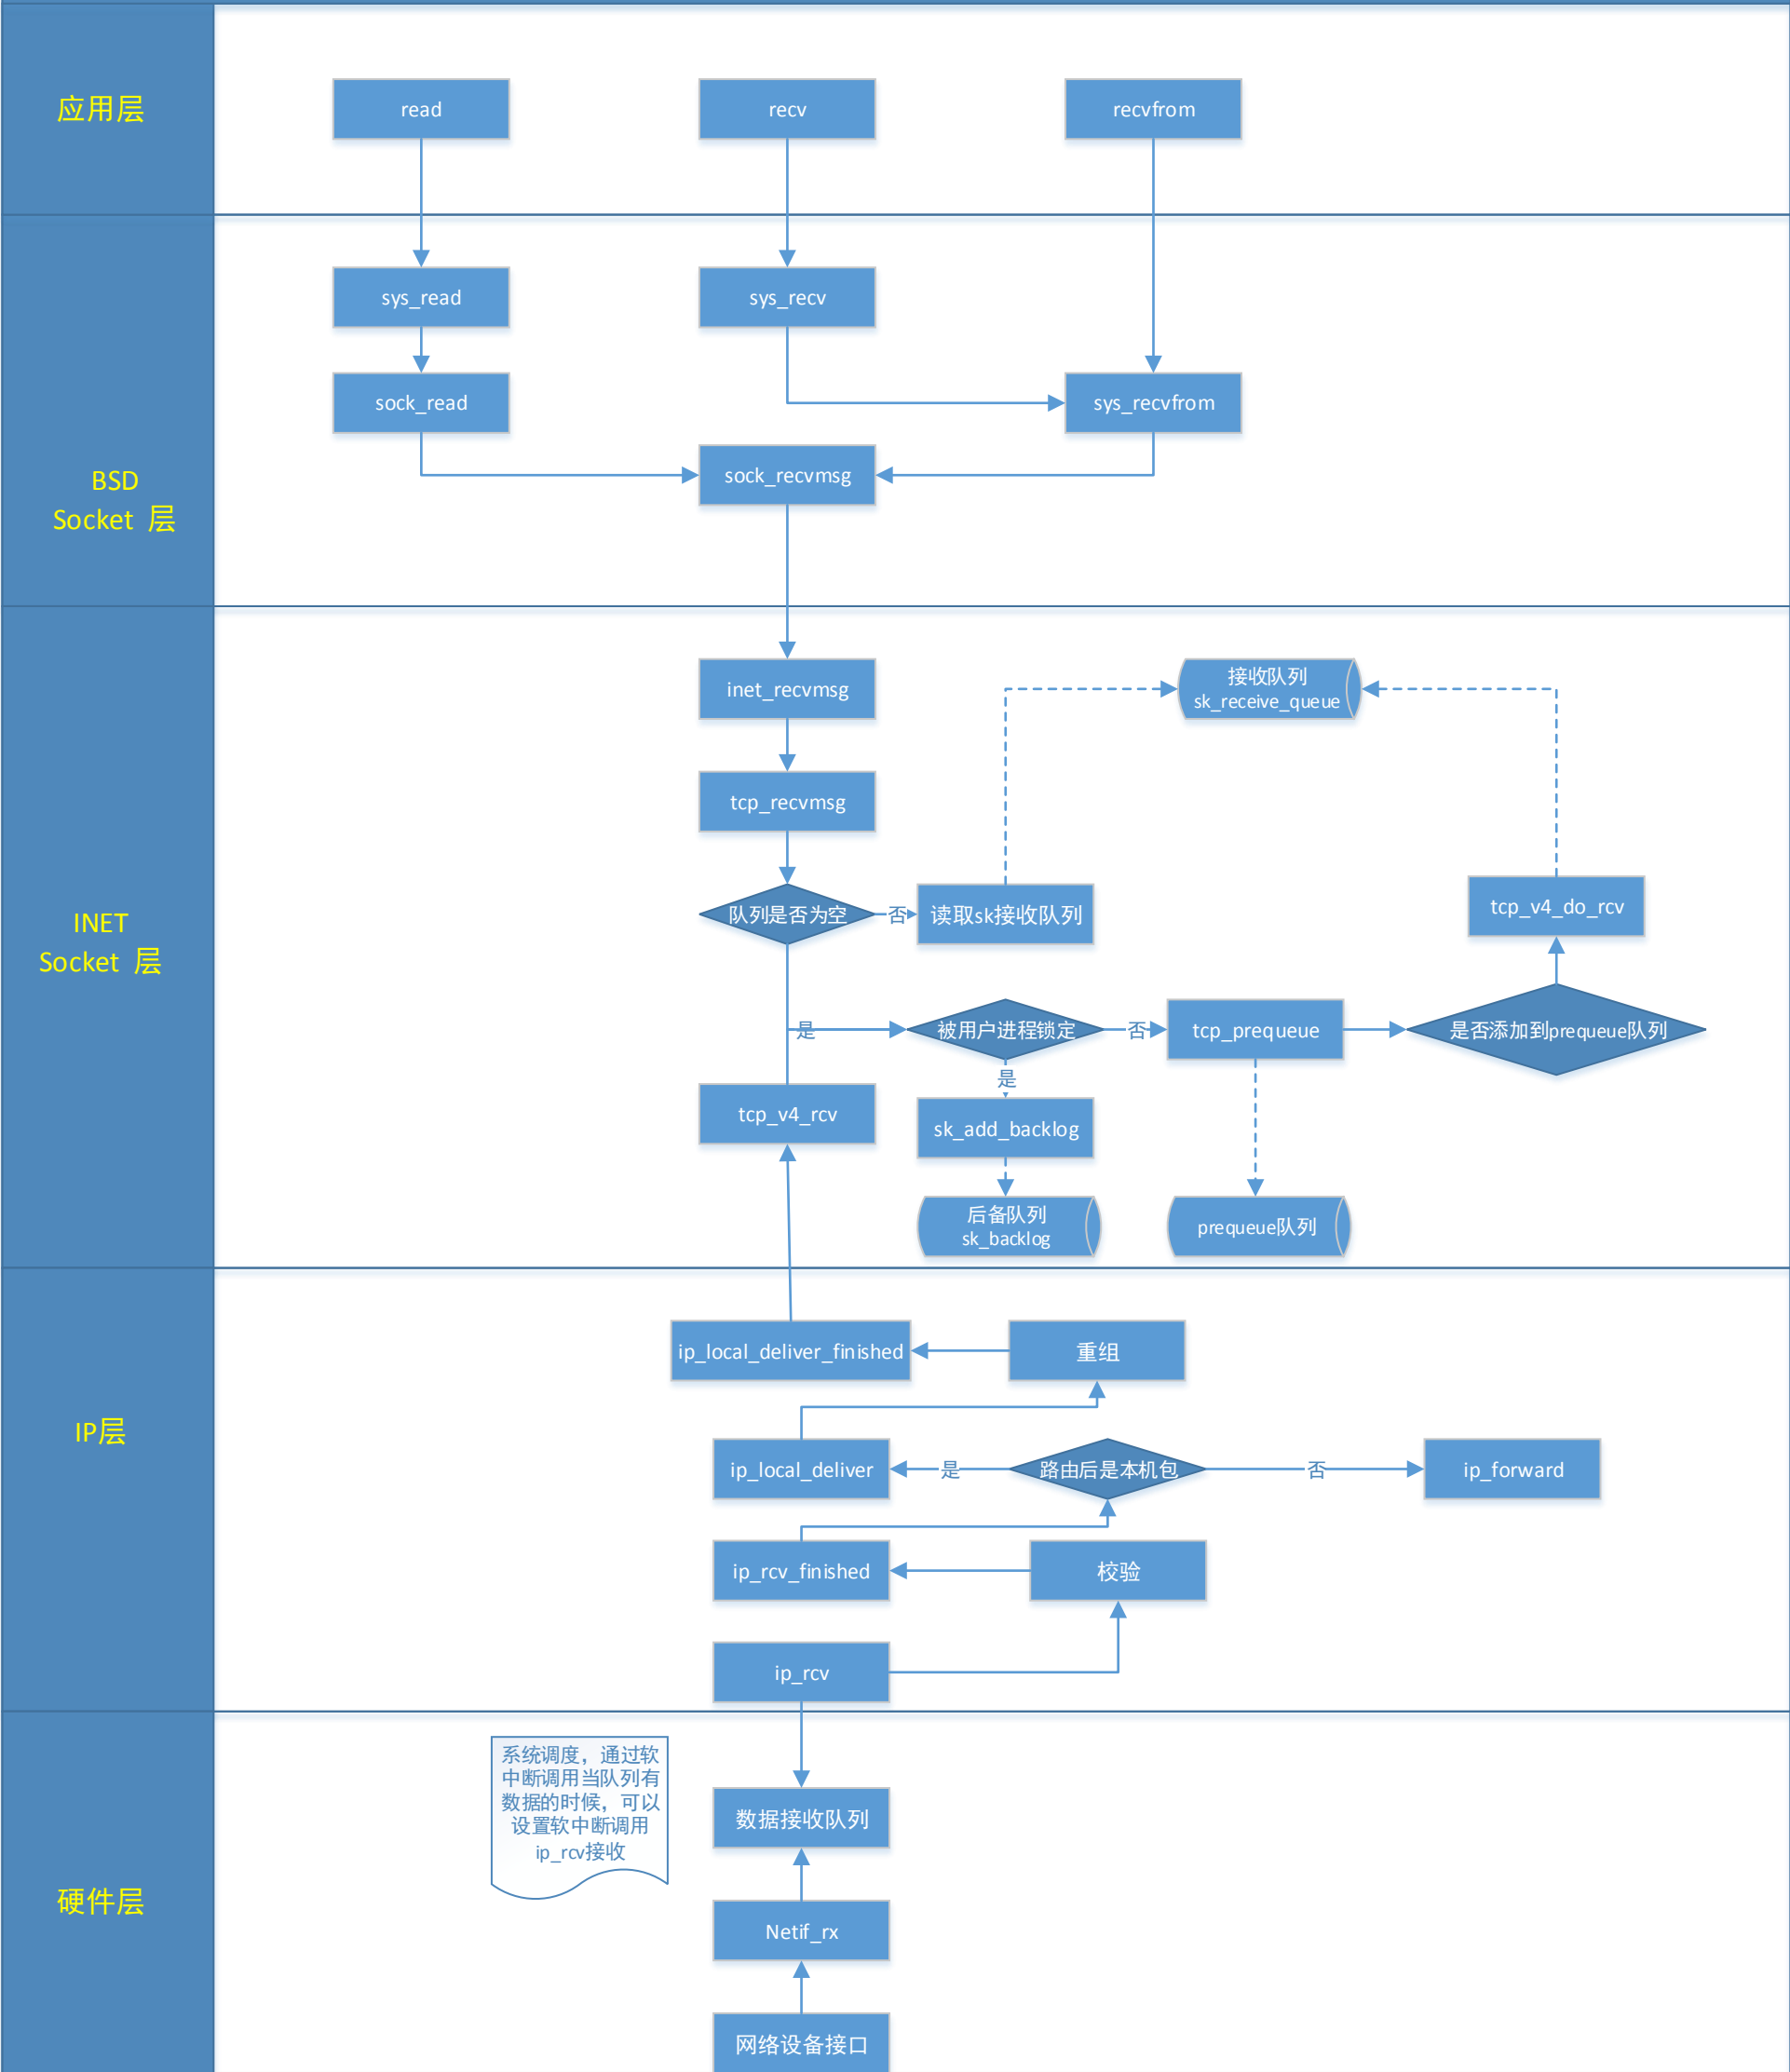 应用层
read
recv
recvfrom
BSD
Socket 层
sys_read
sys_recv
sock_read
sys_recvfrom
sock_recvmsg
INET
Socket 层
inet_recvmsg
接收队列
sk_receive_queue
tcp_recvmsg
队列是否为空
否
读取sk接收队列
tcp_v4_do_rcv
是
被用户进程锁定
否
tcp_prequeue
是否添加到prequeue队列
是
tcp_v4_rcv
sk_add_backlog
后备队列
sk_backlog
prequeue队列
IP层
ip_local_deliver_finished
重组
ip_local_deliver
是
路由后是本机包
否
ip_forward
ip_rcv_finished
校验
ip_rcv
硬件层
系统调度，通过软
中断调用当队列有
数据的时候，可以
设置软中断调用
ip_rcv接收
数据接收队列
Netif_rx
网络设备接口